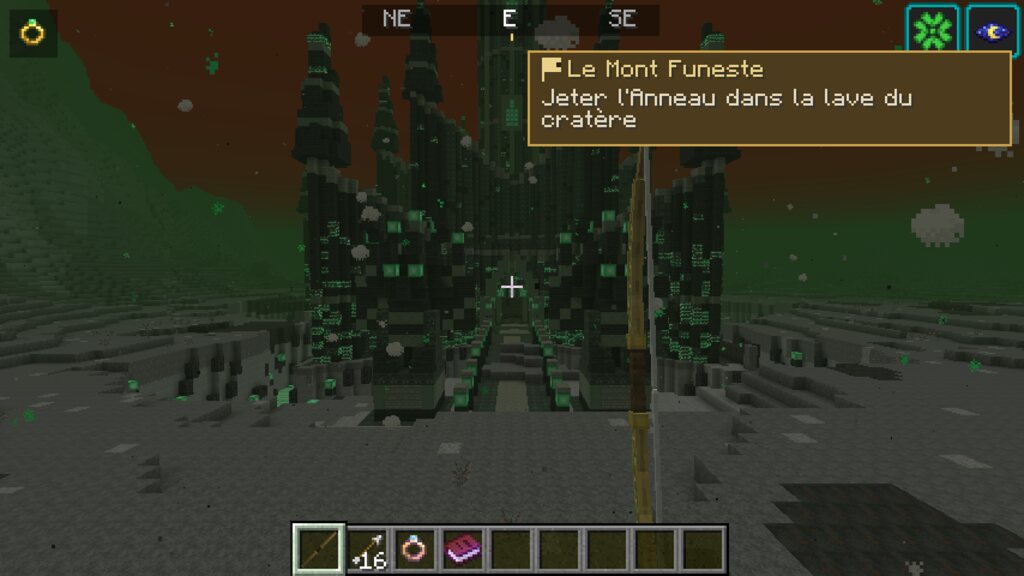 NE E SE
Le Mont Funeste
Jeter l'Anneau dans la lave du
cratère
+16